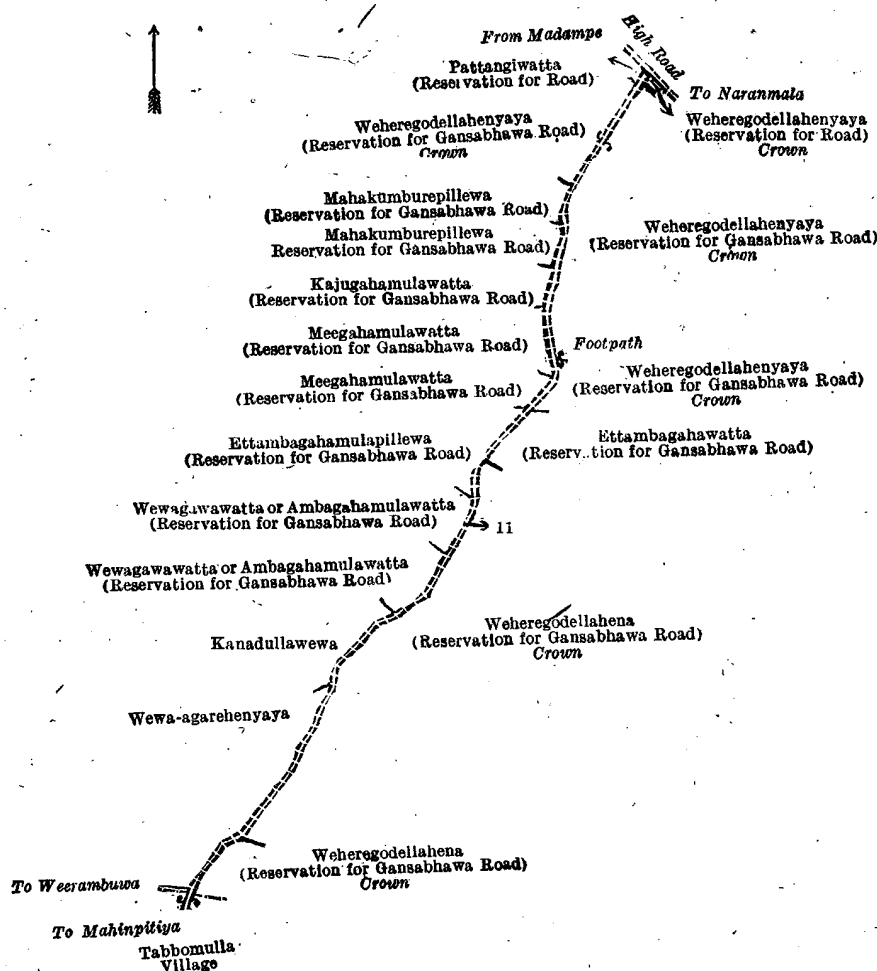 From Madampe
High Road
Pattangiwatta
(Reservation for Road)
To Naranmala
Weheregodellahenyaya
(Reservation for Road)
Crown
Weheregodellahenyaya
(Reservation for Gansabhawa Road)
Crown
Mahakumburepillewa
(Reservation for Gansabhawa Road)
Mahakumburepillewa
Reservation for Gansabhawa Road)
Weheregodellahenyaya
(Reservation for Gansabhawa Road)
Crown
Kajugahamulawatta
(Reservation for Gansabhawa Road)
Meegahamulawatta
(Reservation for Gansabhawa Road)
Footpath
Meegahamulawatta
(Reservation for Gansabhawa Road)
Weheregodellahenyaya
(Reservation for Gansabhawa Road)
Crown
Ettambagahamulapillewa
(Reservation for Gansabhawa Road)
Ettambagahawatta
(Reserv..tion for Gansabhawa Road)
Wewagawawatta or Ambagahamulawatta
(Reservation for Gansabhawa Road)
11
Wewagawawatta or Ambagahamulawatta
(Reservation for Gansabhawa Road)
Kanadullawewa
Weheregodellahena
(Reservation for Gansabhawa Road)
Crown
Wewa-agarehenyaya
Weheregodellahena
(Reservation for Gansabhawa Road)
Crown
To Weerambuwa
To Mahinpitiya
Tabbomulla
Village